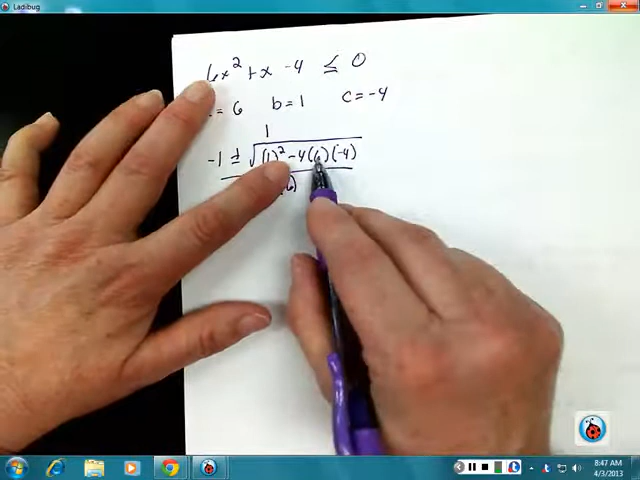 Ladibug
6x² + x - 4 ≤ 0
= 6 b = 1 c = -4
1
-1 ± √(1)² - 4(6)(-4)
6)
8:47 AM
4/3/2013